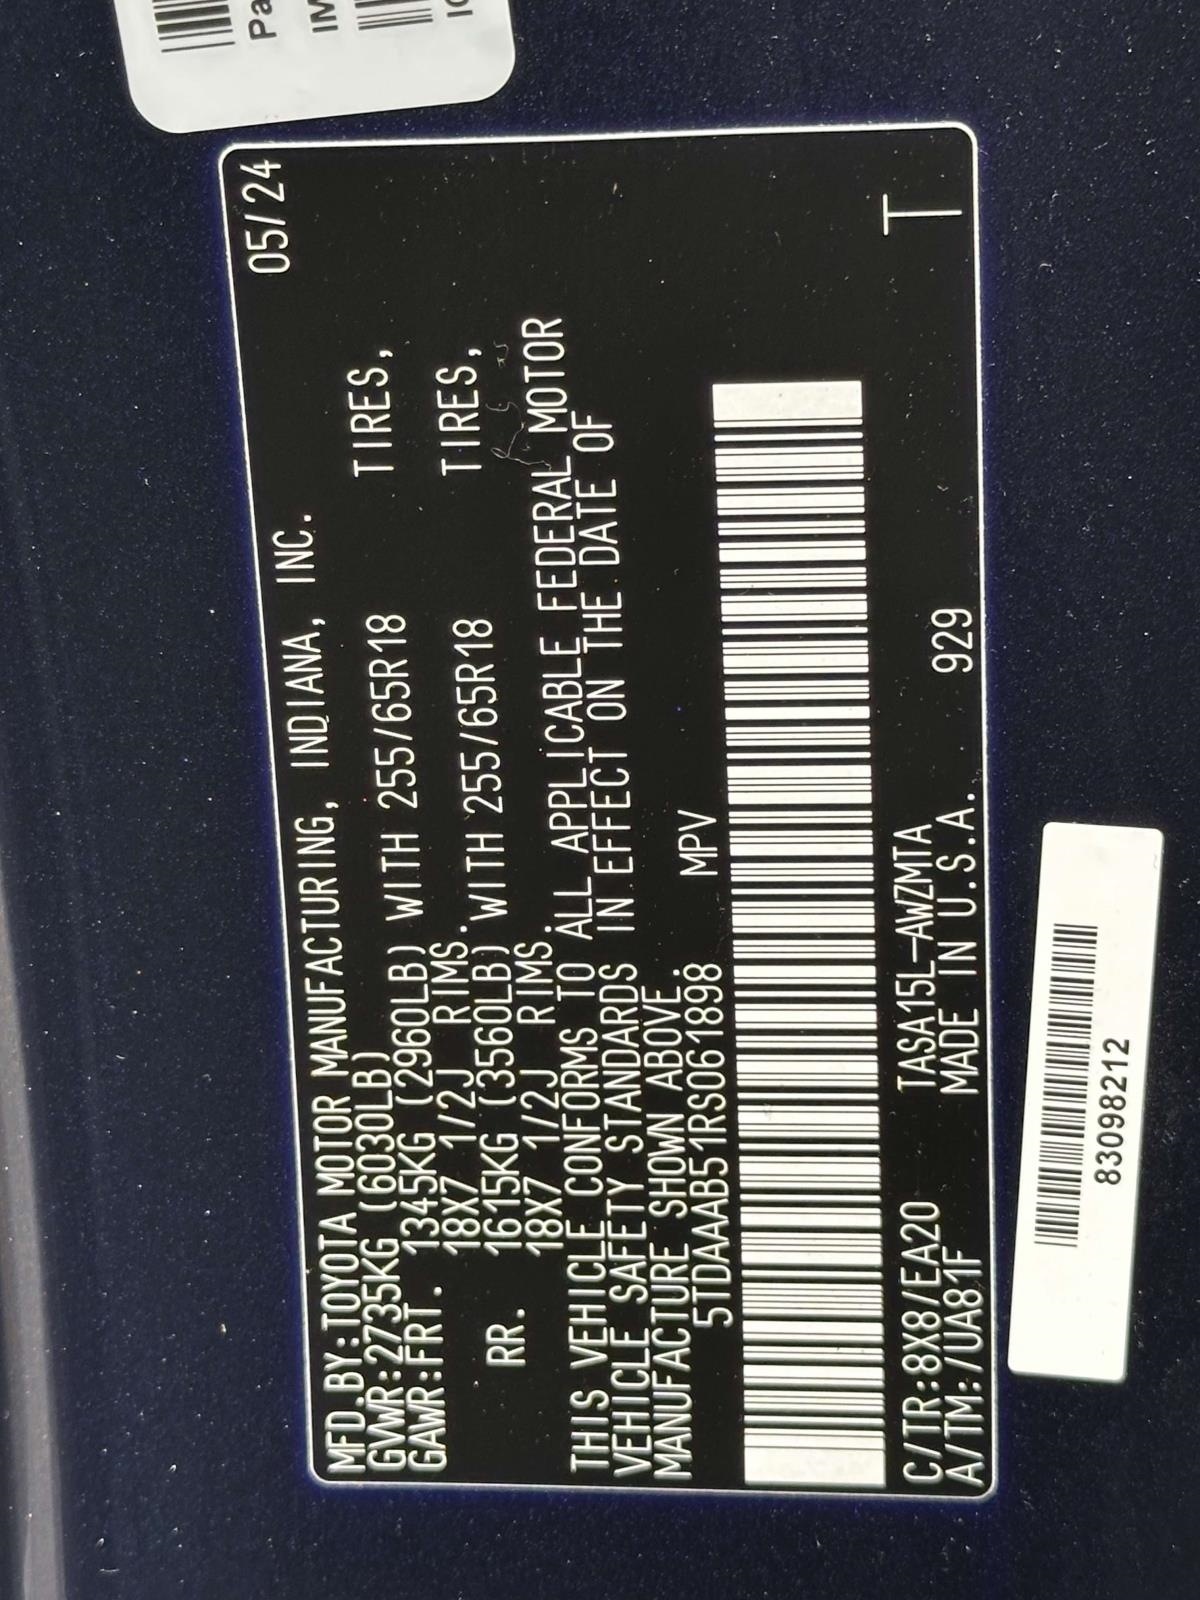 Pa
IM
05/24
MFD.BY:TOYOTA MOTOR MANUFACTURING, INDIANA, INC.
GVWR:2735KG (6030LB)
GAWR:FRT. 1345KG (2960LB) WITH 255/65R18 TIRES,
18X7 1/2J RIMS.
RR. 1615KG (3560LB) WITH 255/65R18 TIRES,
18X7 1/2J RIMS.
THIS VEHICLE CONFORMS TO ALL APPLICABLE FEDERAL MOTOR
VEHICLE SAFETY STANDARDS IN EFFECT ON THE DATE OF
MANUFACTURE SHOWN ABOVE.
5TDAAAB51RS061898 MPV
C/TR:8X8/EA20 TASA15L-AWZMTA T
A/TM:/UA81F MADE IN U.S.A. 929
83098212